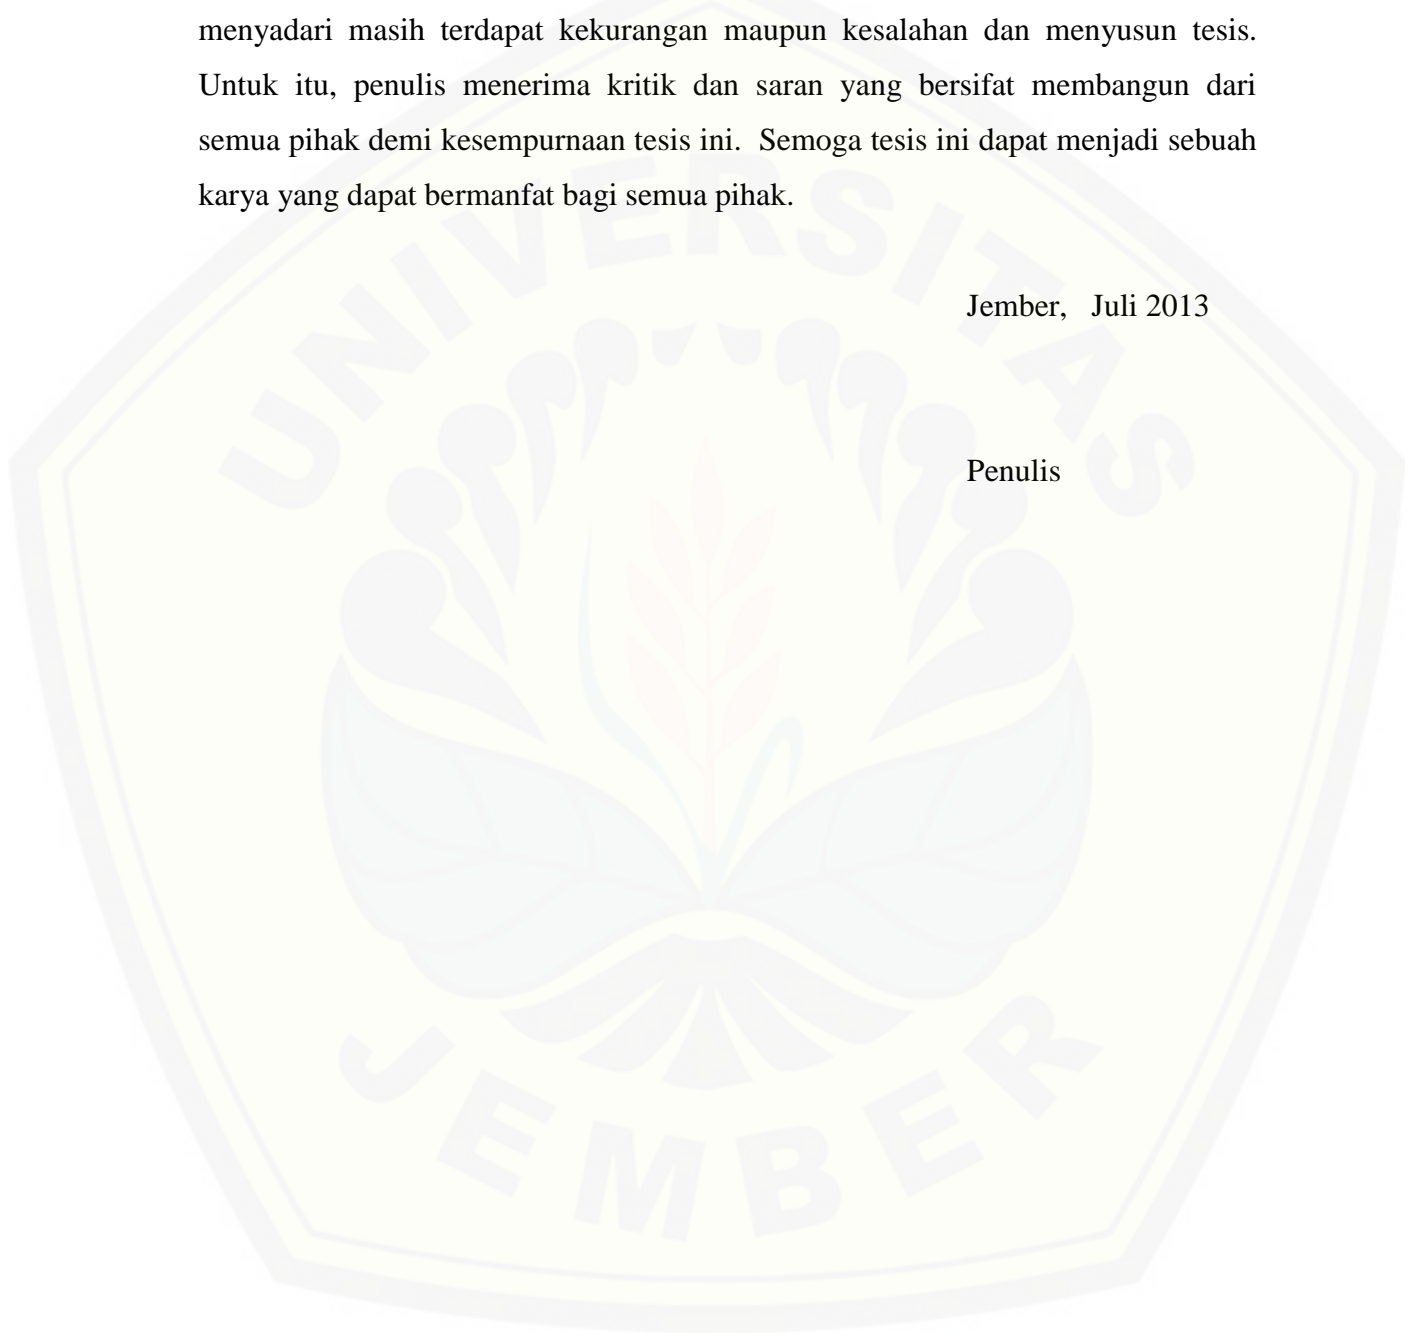 menyadari masih terdapat kekurangan maupun kesalahan dan menyusun tesis.
Untuk itu, penulis menerima kritik dan saran yang bersifat membangun dari
semua pihak demi kesempurnaan tesis ini. Semoga tesis ini dapat menjadi sebuah
karya yang dapat bermanfat bagi semua pihak.
Jember, Juli 2013
Penulis
UNIVERSITAS
JEMBER